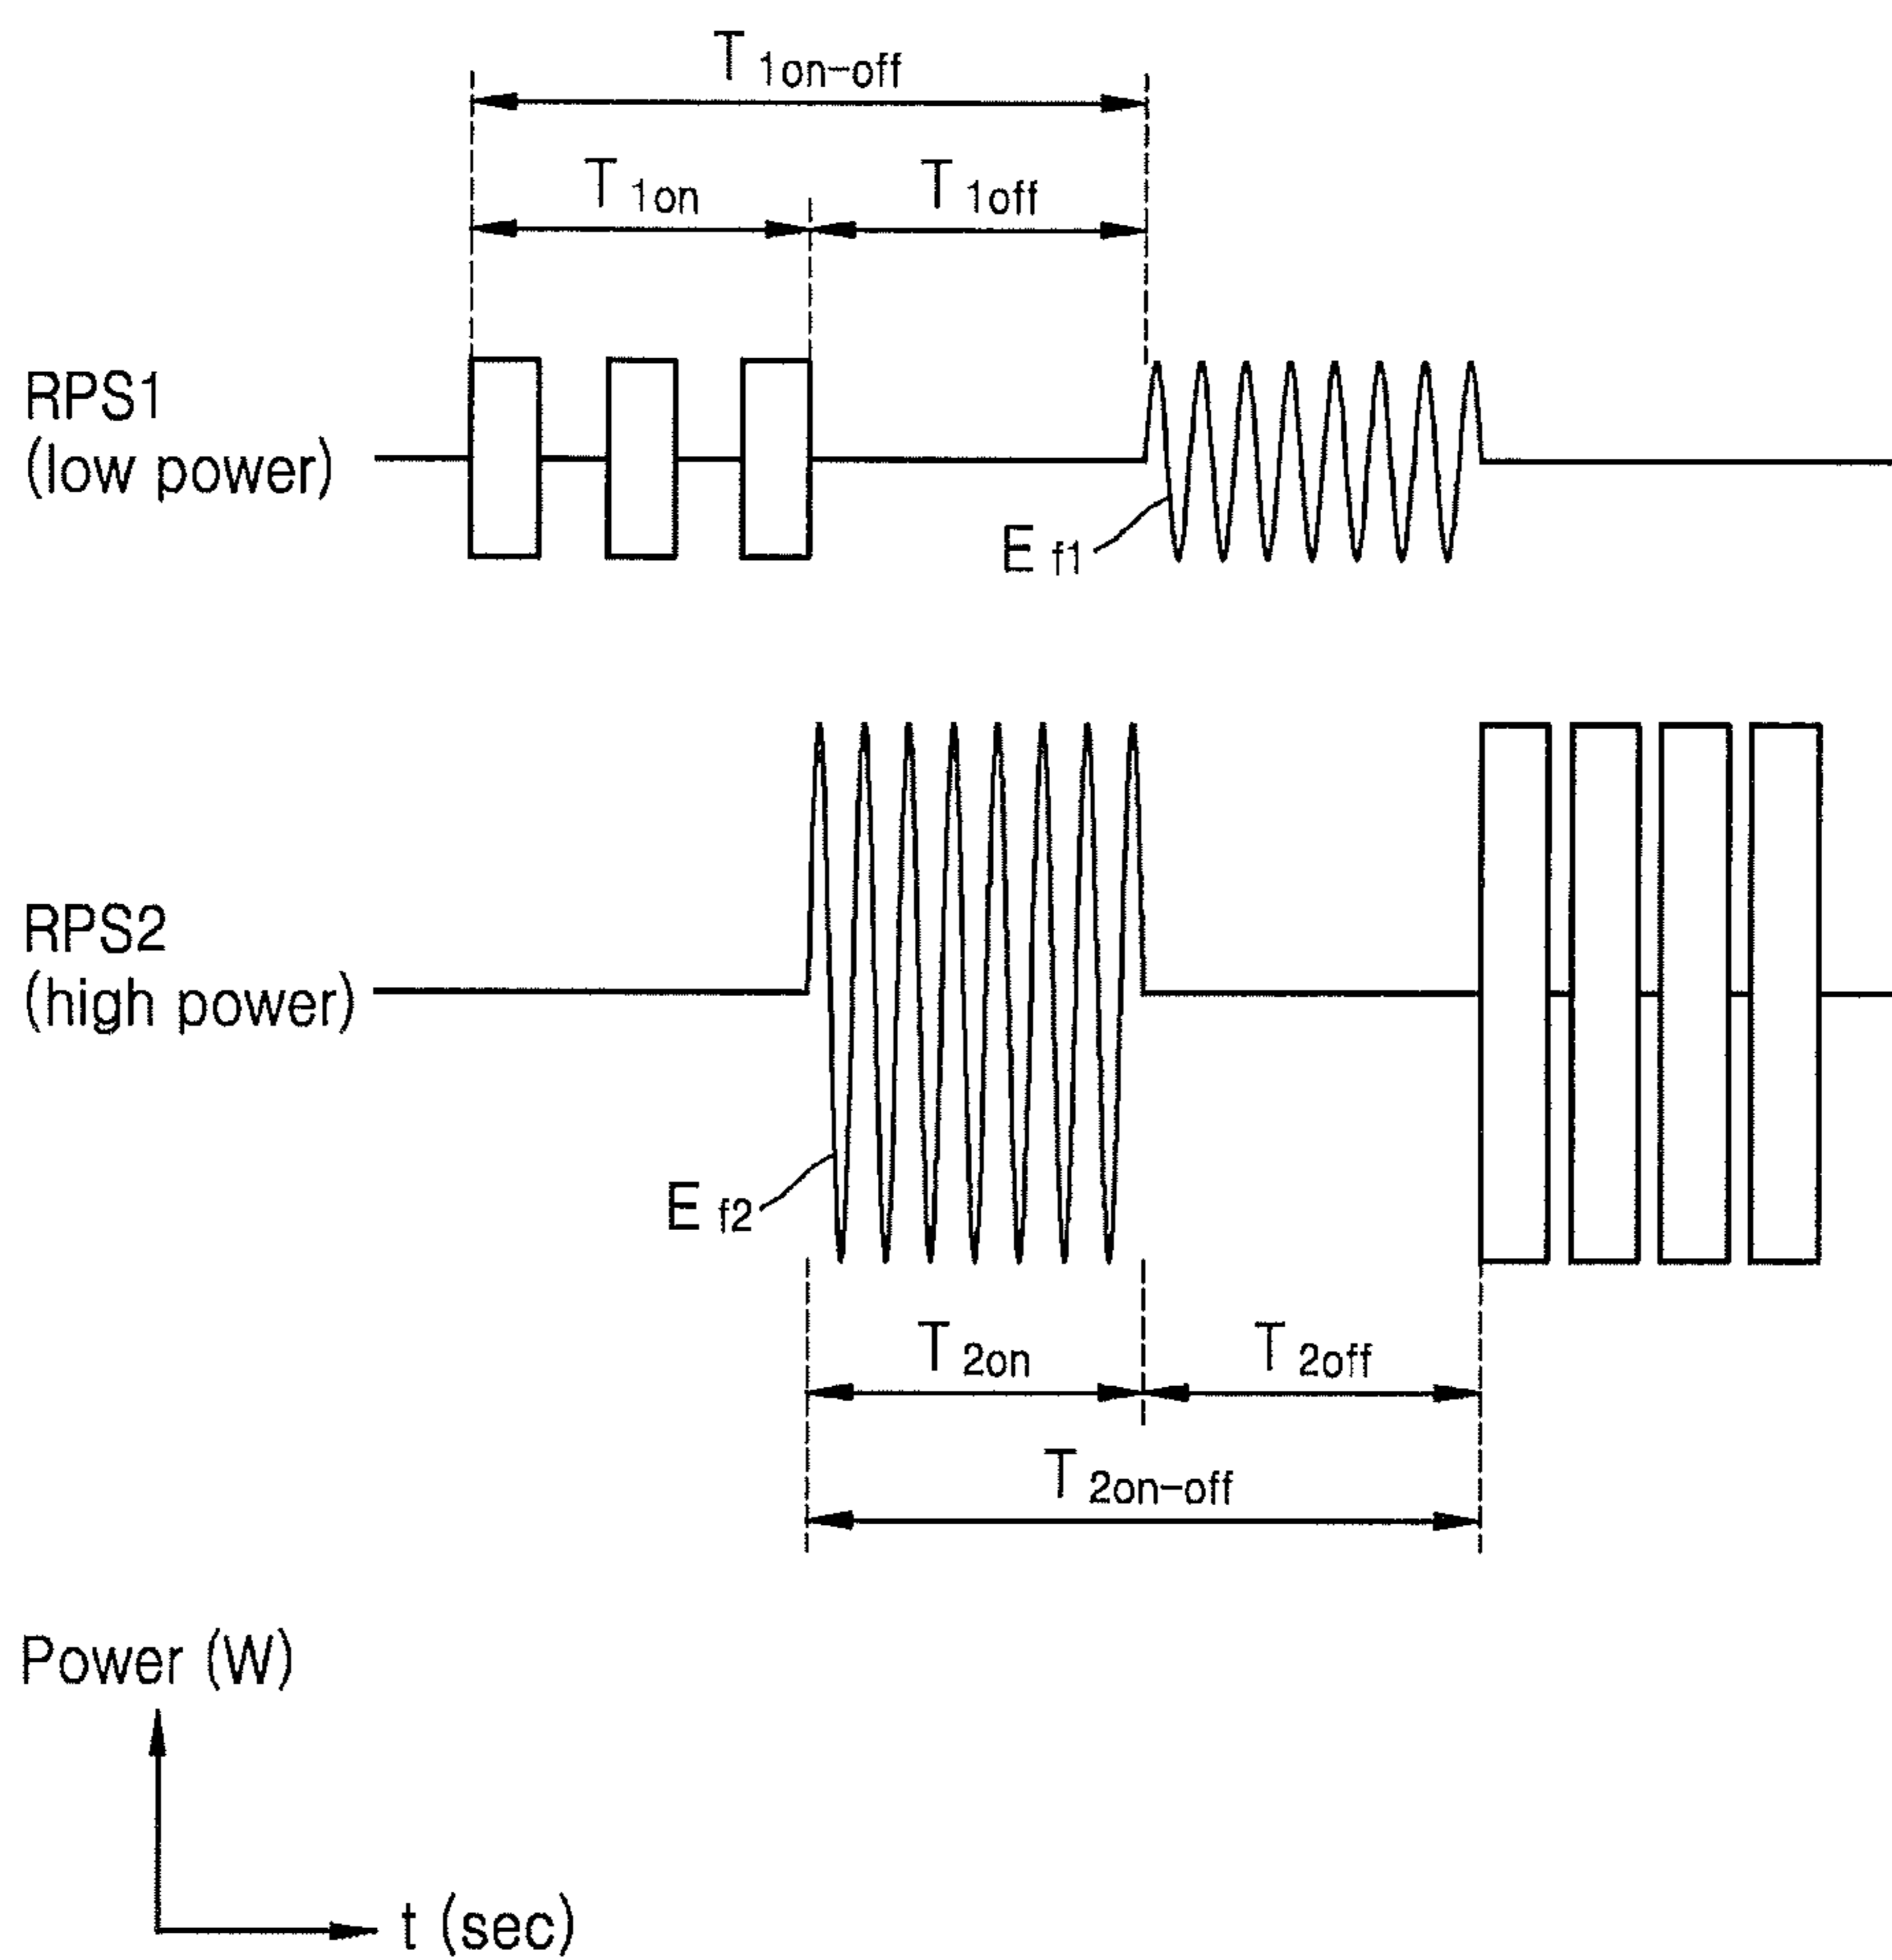 T 1on-off
T 1on
T 1off
RPS1
(low power)
E f1
RPS2
(high power)
E f2
T 2on
T 2off
T 2on-off
Power (W)
t (sec)